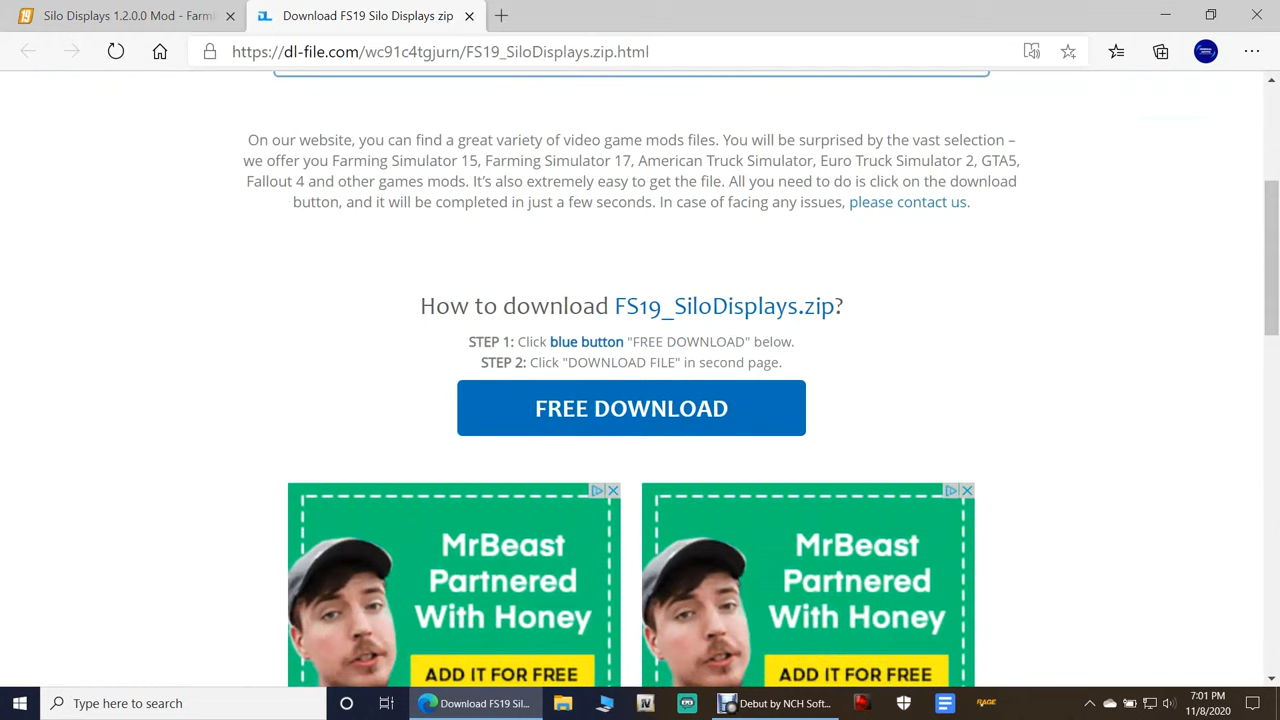 Silo Displays 1.2.0.0 Mod - Farmi
Download FS19 Silo Displays zip
https://dl-file.com/wc91c4tgjurn/FS19_SiloDisplays.zip.html
On our website, you can find a great variety of video game mods files. You will be surprised by the vast selection –
we offer you Farming Simulator 15, Farming Simulator 17, American Truck Simulator, Euro Truck Simulator 2, GTA5,
Fallout 4 and other games mods. It's also extremely easy to get the file. All you need to do is click on the download
button, and it will be completed in just a few seconds. In case of facing any issues, please contact us.
How to download FS19_SiloDisplays.zip?
STEP 1: Click blue button "FREE DOWNLOAD" below.
STEP 2: Click "DOWNLOAD FILE" in second page.
FREE DOWNLOAD
MrBeast
Partnered
With Honey
ADD IT FOR FREE
MrBeast
Partnered
With Honey
ADD IT FOR FREE
Type here to search
Download FS19 Sil...
IV
Debut by NCH Soft...
RAGE
7:01 PM
11/8/2020